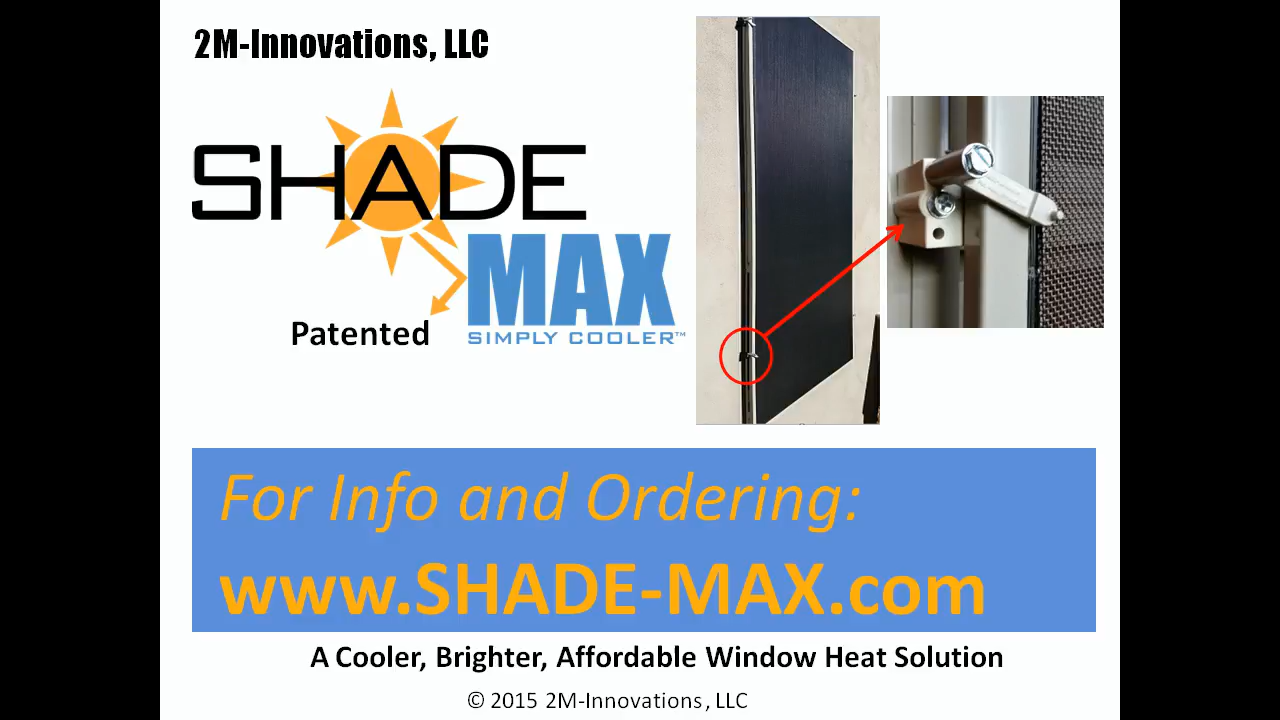 2M-Innovations, LLC
SHADE
MAX
Patented
SIMPLY COOLER™
For Info and Ordering:
www.SHADE-MAX.com
A Cooler, Brighter, Affordable Window Heat Solution
© 2015 2M-Innovations, LLC